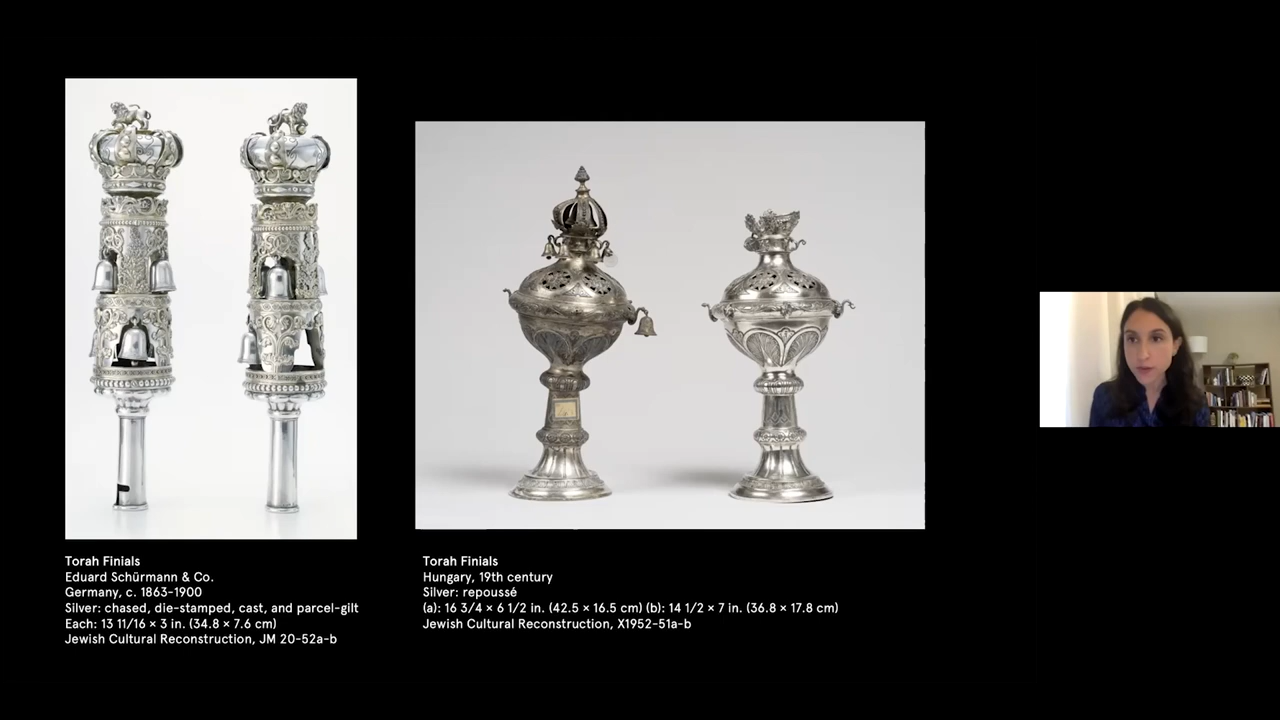 Torah Finials
Eduard Schürmann & Co.
Germany, c. 1863-1900
Silver: chased, die-stamped, cast, and parcel-gilt
Each: 13 11/16 × 3 in. (34.8 × 7.6 cm)
Jewish Cultural Reconstruction, JM 20-52a-b
Torah Finials
Hungary, 19th century
Silver: repoussé
(a): 16 3/4 × 6 1/2 in. (42.5 × 16.5 cm) (b): 14 1/2 × 7 in. (36.8 × 17.8 cm)
Jewish Cultural Reconstruction, X1952-51a-b